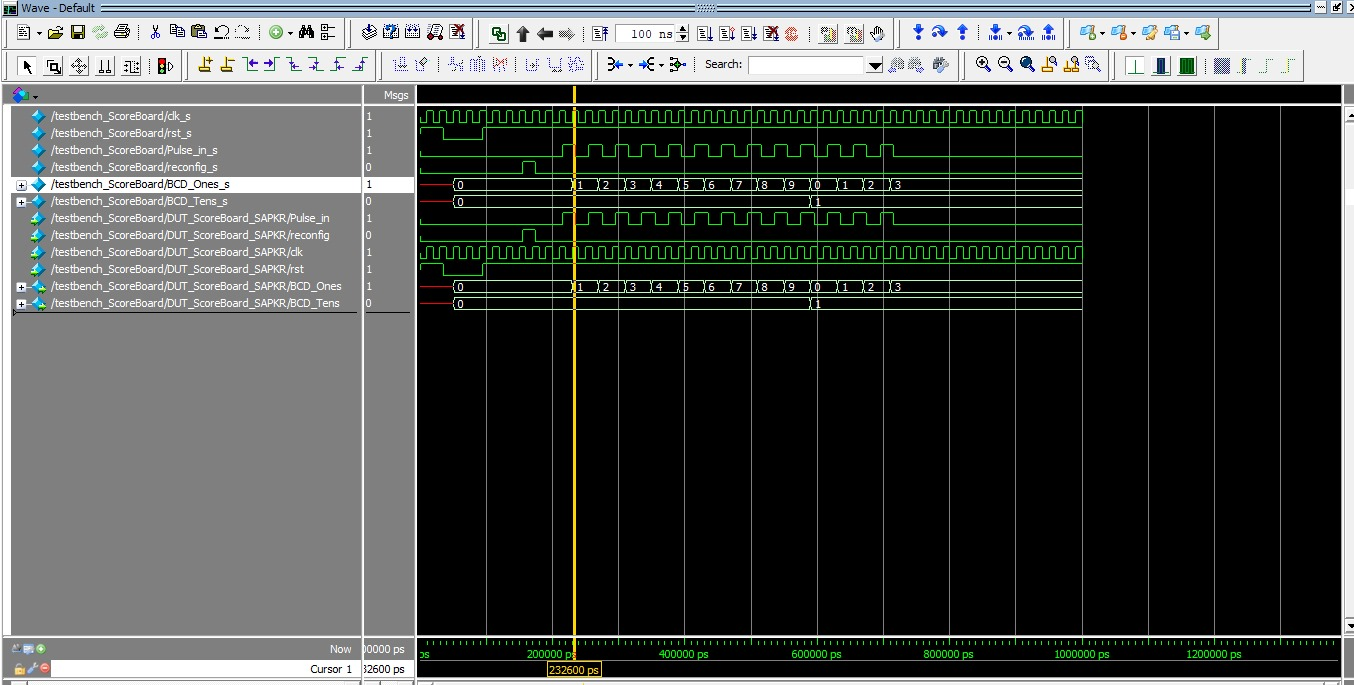 Wave - Default
100 ns
Search:
Msgs
/testbench_ScoreBoard/clk_s 1
/testbench_ScoreBoard/rst_s 1
/testbench_ScoreBoard/Pulse_in_s 1
/testbench_ScoreBoard/reconfig_s 0
/testbench_ScoreBoard/BCD_Ones_s 1 0 1 2 3 4 5 6 7 8 9 0 1 2 3
/testbench_ScoreBoard/BCD_Tens_s 0 0 1
/testbench_ScoreBoard/DUT_ScoreBoard_SAPKR/Pulse_in 1
/testbench_ScoreBoard/DUT_ScoreBoard_SAPKR/reconfig 0
/testbench_ScoreBoard/DUT_ScoreBoard_SAPKR/clk 1
/testbench_ScoreBoard/DUT_ScoreBoard_SAPKR/rst 1
/testbench_ScoreBoard/DUT_ScoreBoard_SAPKR/BCD_Ones 1 0 1 2 3 4 5 6 7 8 9 0 1 2 3
/testbench_ScoreBoard/DUT_ScoreBoard_SAPKR/BCD_Tens 0 0 1
Now 00000 ps ps 200000 ps 400000 ps 600000 ps 800000 ps 1000000 ps 1200000 ps
Cursor 1 32600 ps 232600 ps